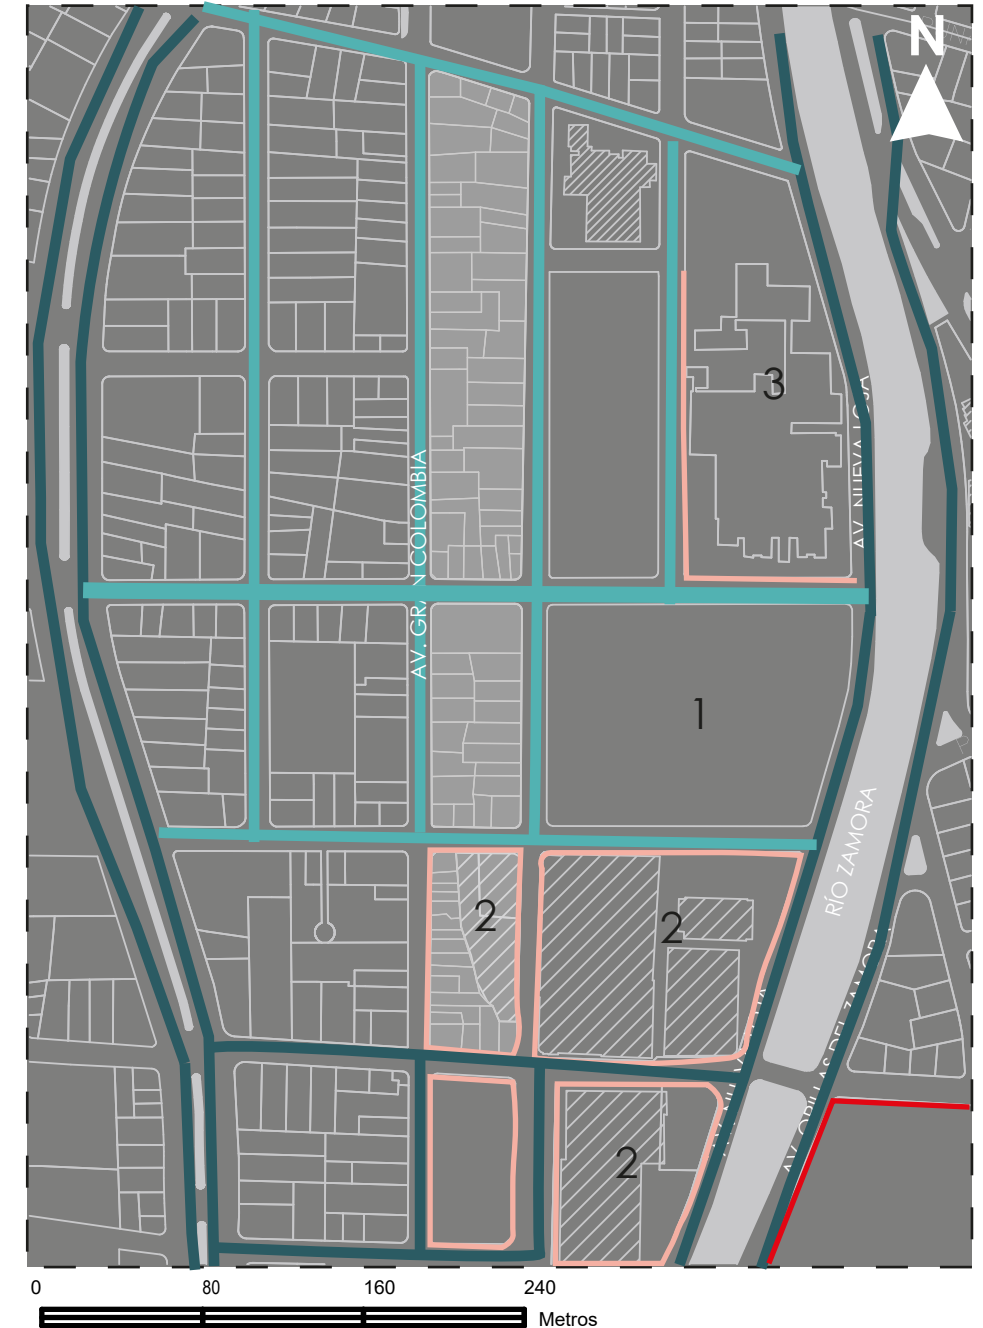 N
3
AV. NUEVA LOJA
AV. GRAN COLOMBIA
1
RÍO ZAMORA
2
2
AV. ORILLAS DEL ZAMORA
2
0 80 160 240
Metros